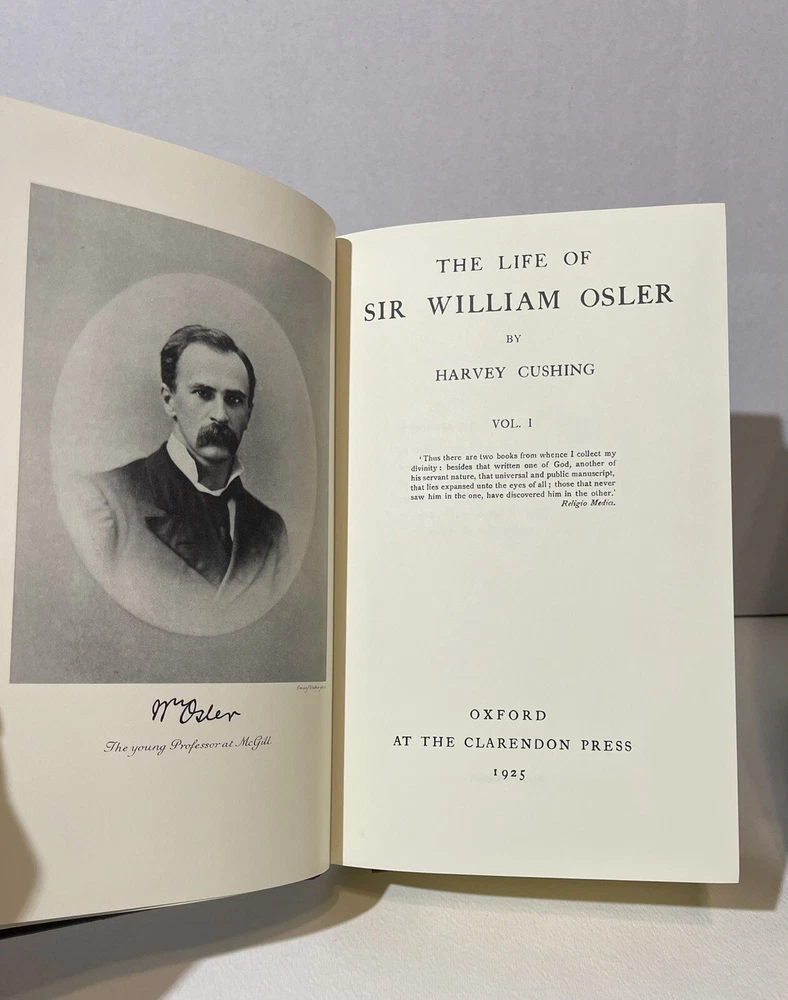 Wm Osler
The young Professor at McGill
THE LIFE OF
SIR WILLIAM OSLER
BY
HARVEY CUSHING
VOL. I
‘Thus there are two books from whence I collect my
divinity: besides that written one of God, another of
his servant nature, that universal and public manuscript,
that lies expansed unto the eyes of all; those that never
saw him in the one, have discovered him in the other.’
Religio Medici.
OXFORD
AT THE CLARENDON PRESS
1925